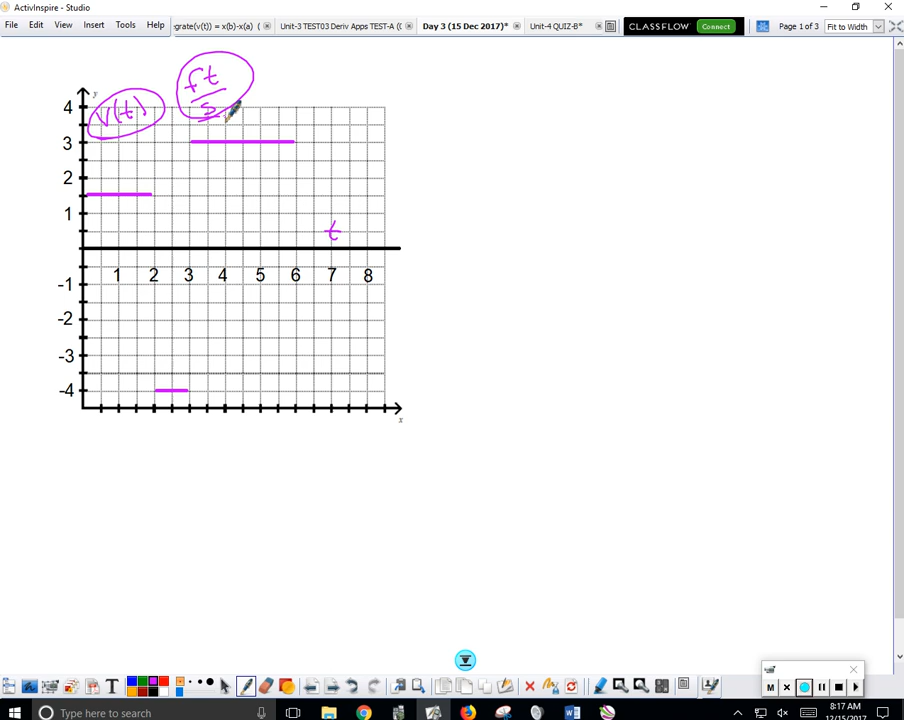 ActivInspire - Studio
File Edit View Insert Tools Help
-grate(v(t)) = x(b)-x(a) (
Unit-3 TEST03 Deriv Apps TEST-A ((
Day 3 (15 Dec 2017)*
Unit-4 QUIZ-B*
CLASSFLOW Connect
Page 1 of 3
Fit to Width
y
v(t)
ft
s
4
3
2
1
t
1 2 3 4 5 6 7 8
-1
-2
-3
-4
x
T
M
Type here to search
8:17 AM
12/15/2017